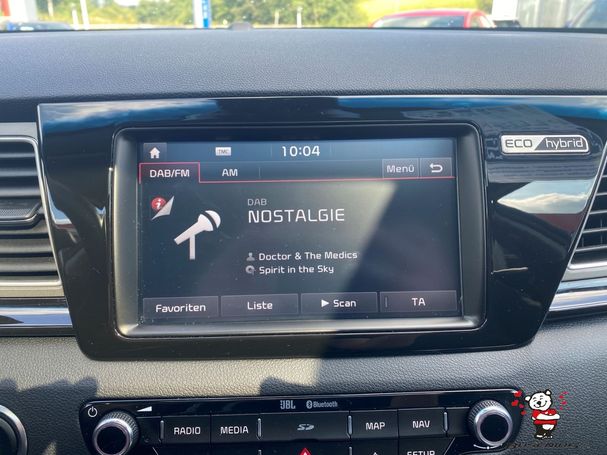 TMC 10:04
ECO hybrid
DAB/FM AM Menü
DAB
NOSTALGIE
Doctor & The Medics
Spirit in the Sky
Favoriten Liste Scan TA
JBL Bluetooth
RADIO MEDIA SD MAP NAV
SETUP